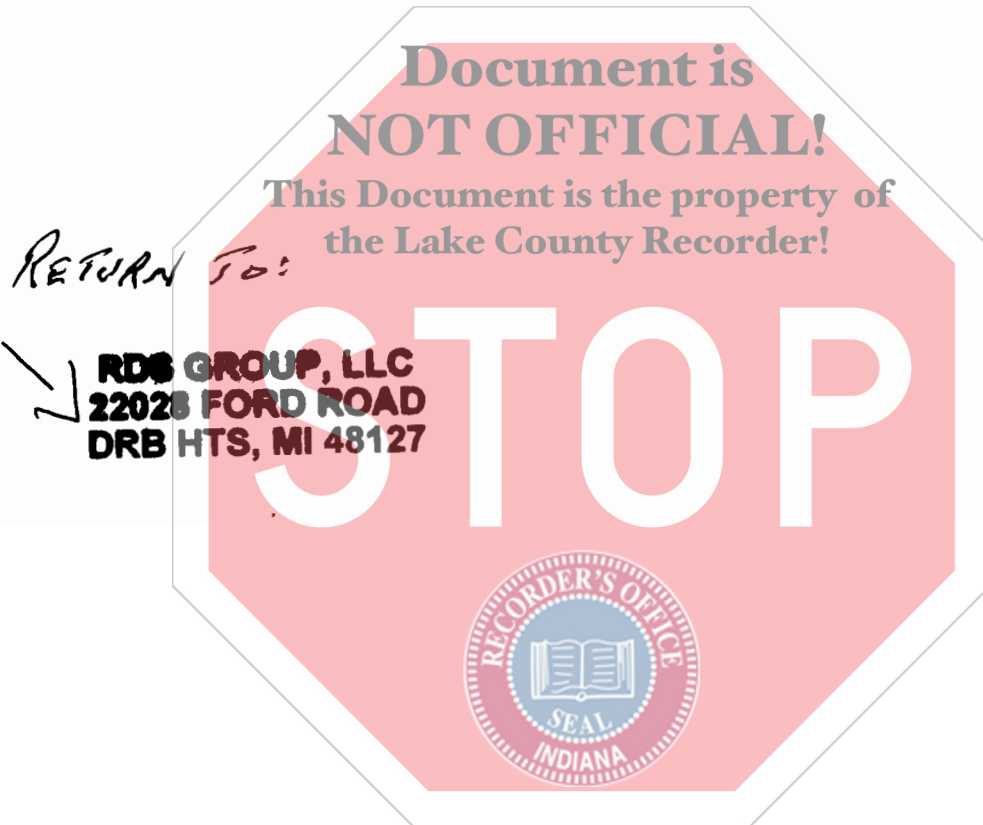 Document is
NOT OFFICIAL!
This Document is the property of
the Lake County Recorder!
RETURN TO:
STOP
GROUP, LLC
22028 FORD ROAD
DRB HTS, MI 48127
RECORDER'S OFFICE
SEAL
INDIANA